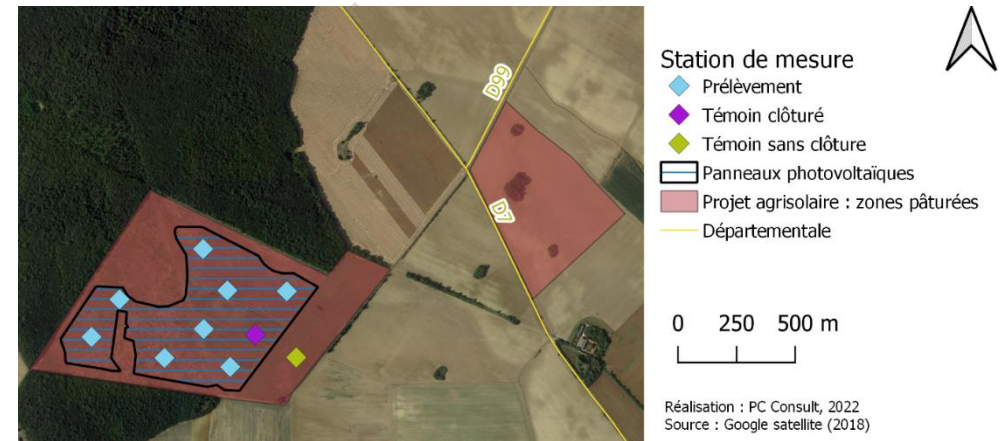 D99
D7
Station de mesure
Prélèvement
Témoin clôturé
Témoin sans clôture
Panneaux photovoltaïques
Projet agrisolaire : zones pâturées
Départementale
0 250 500 m
Réalisation : PC Consult, 2022
Source : Google satellite (2018)